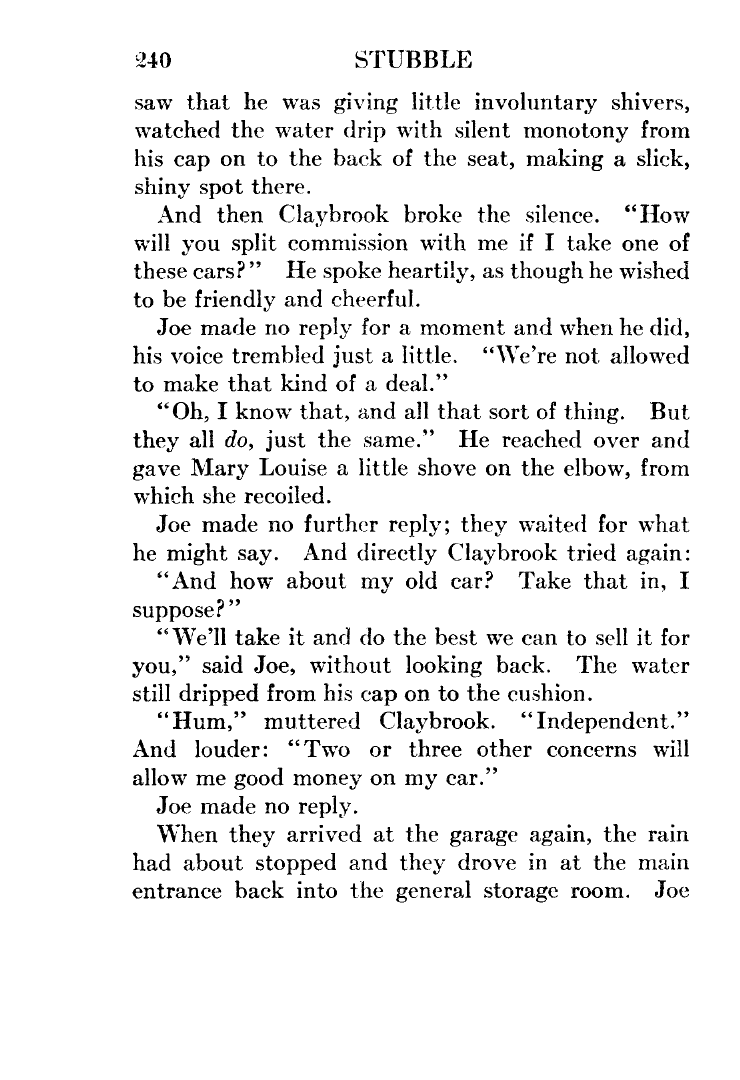 240 STUBBLE
saw that he was giving little involuntary shivers,
watched the water drip with silent monotony from
his cap on to the back of the seat, making a slick,
shiny spot there.
And then Claybrook broke the silence. “How
will you split commission with me if I take one of
these cars?” He spoke heartily, as though he wished
to be friendly and cheerful.
Joe made no reply for a moment and when he did,
his voice trembled just a little. “We’re not allowed
to make that kind of a deal.”
“Oh, I know that, and all that sort of thing. But
they all do, just the same.” He reached over and
gave Mary Louise a little shove on the elbow, from
which she recoiled.
Joe made no further reply; they waited for what
he might say. And directly Claybrook tried again:
“And how about my old car? Take that in, I
suppose?”
“We’ll take it and do the best we can to sell it for
you,” said Joe, without looking back. The water
still dripped from his cap on to the cushion.
“Hum,” muttered Claybrook. “Independent.”
And louder: “Two or three other concerns will
allow me good money on my car.”
Joe made no reply.
When they arrived at the garage again, the rain
had about stopped and they drove in at the main
entrance back into the general storage room. Joe